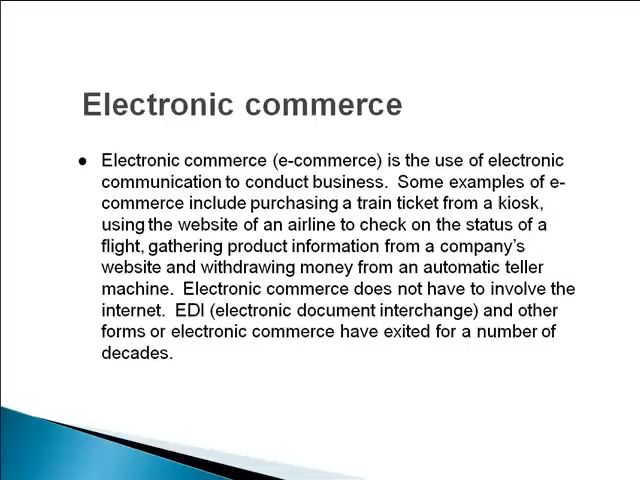 Electronic commerce
● Electronic commerce (e-commerce) is the use of electronic
communication to conduct business. Some examples of e-
commerce include purchasing a train ticket from a kiosk,
using the website of an airline to check on the status of a
flight, gathering product information from a company's
website and withdrawing money from an automatic teller
machine. Electronic commerce does not have to involve the
internet. EDI (electronic document interchange) and other
forms or electronic commerce have exited for a number of
decades.